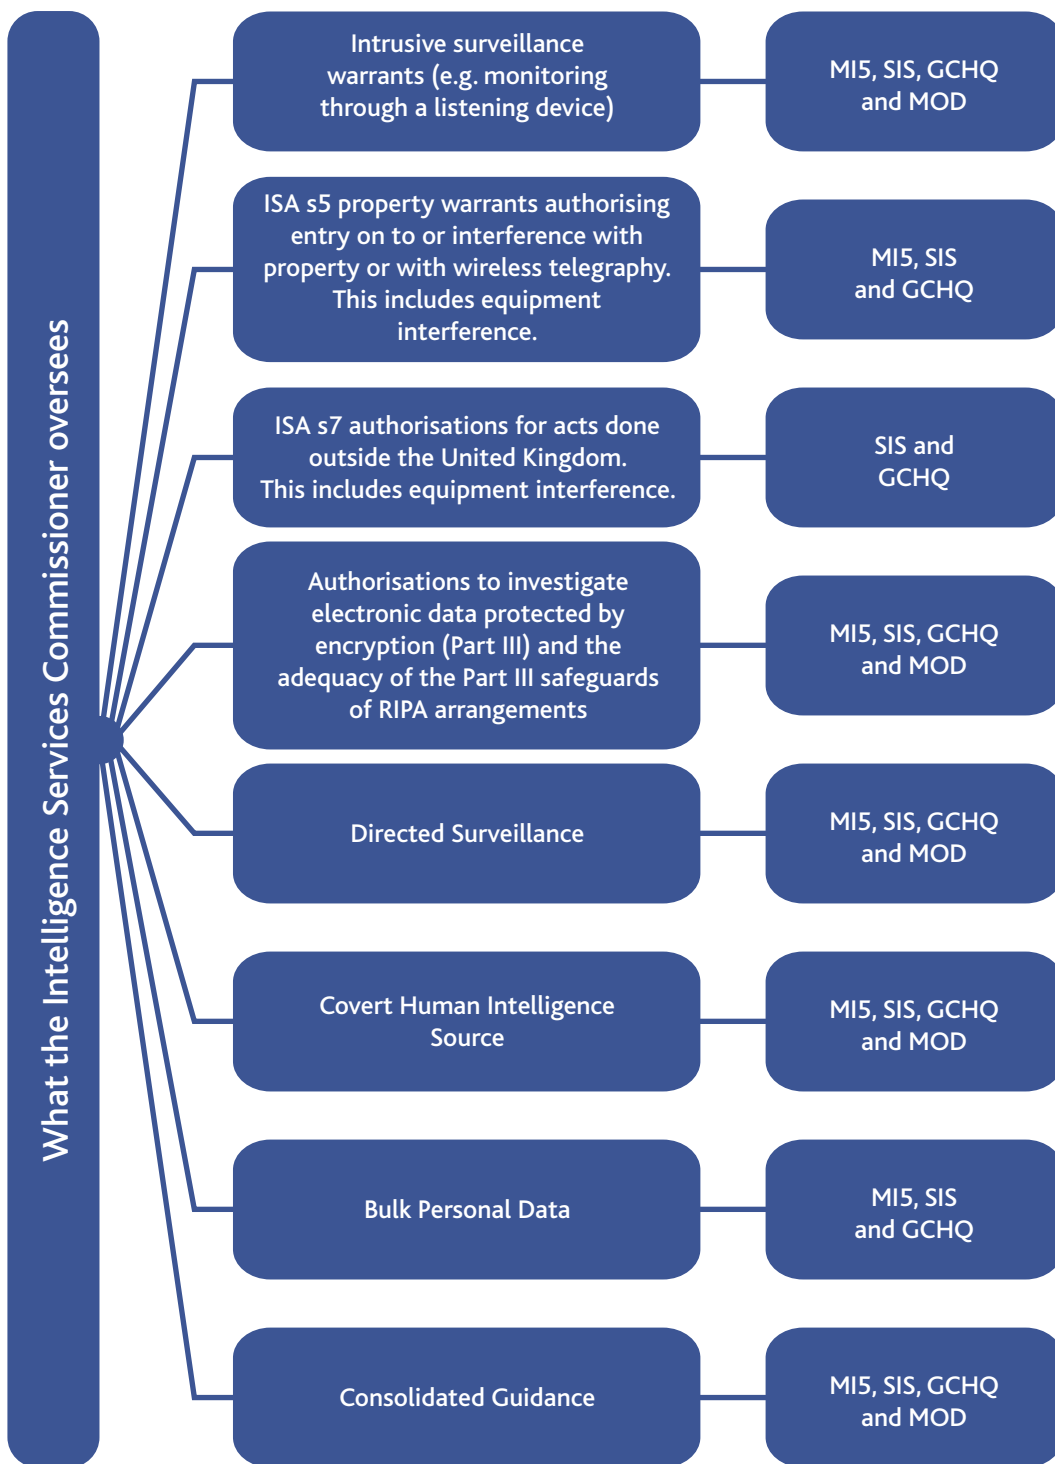 What the Intelligence Services Commissioner oversees
Intrusive surveillance
warrants (e.g. monitoring
through a listening device)
MI5, SIS, GCHQ
and MOD
ISA s5 property warrants authorising
entry on to or interference with
property or with wireless telegraphy.
This includes equipment
interference.
MI5, SIS
and GCHQ
ISA s7 authorisations for acts done
outside the United Kingdom.
This includes equipment interference.
SIS and
GCHQ
Authorisations to investigate
electronic data protected by
encryption (Part III) and the
adequacy of the Part III safeguards
of RIPA arrangements
MI5, SIS, GCHQ
and MOD
Directed Surveillance
MI5, SIS, GCHQ
and MOD
Covert Human Intelligence
Source
MI5, SIS, GCHQ
and MOD
Bulk Personal Data
MI5, SIS
and GCHQ
Consolidated Guidance
MI5, SIS, GCHQ
and MOD